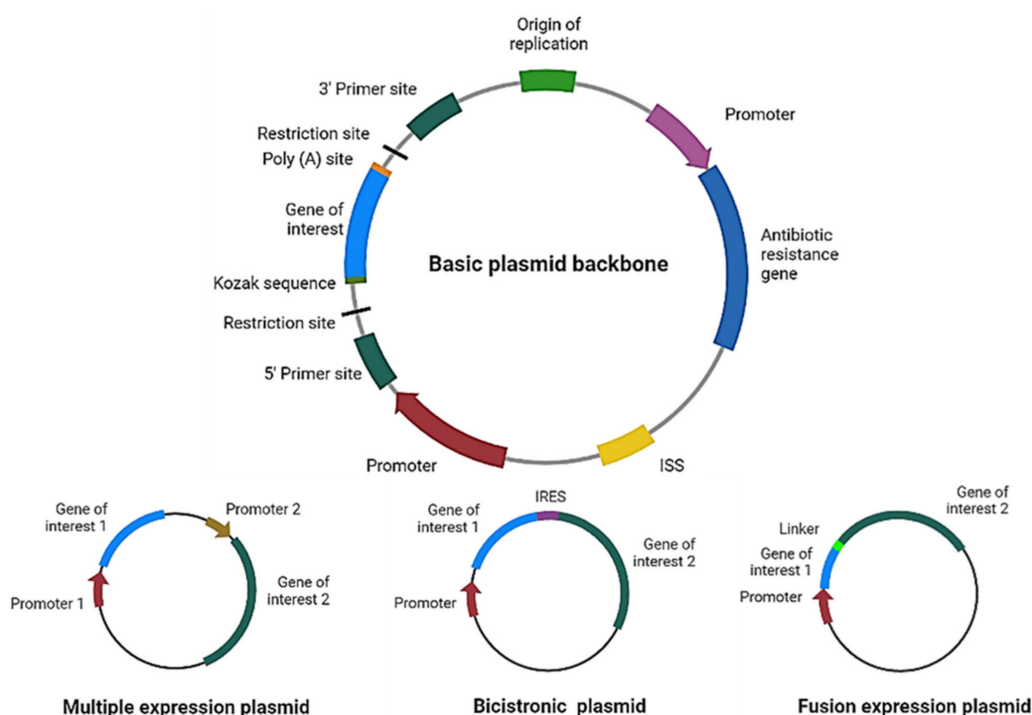 Origin of
replication
3' Primer site
Promoter
Restriction site
Poly (A) site
Gene of
interest
Antibiotic
resistance
gene
Basic plasmid backbone
Kozak sequence
Restriction site
5' Primer site
Promoter
ISS
Gene of
interest 1
Promoter 2
Gene of
interest 2
Promoter 1
Multiple expression plasmid
IRES
Gene of
interest 1
Gene of
interest 2
Promoter
Bicistronic plasmid
Gene of
interest 2
Linker
Gene of
interest 1
Promoter
Fusion expression plasmid